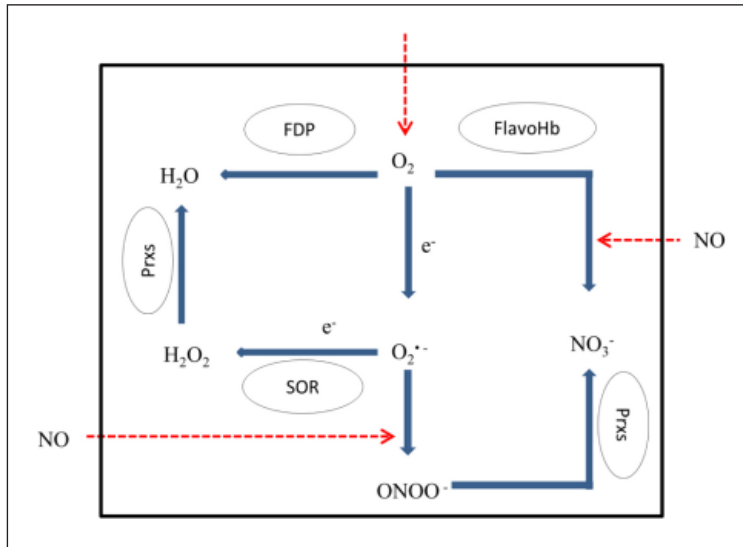 FDP
FlavoHb
O₂
H₂O
Prxs
e⁻
NO
e⁻
H₂O₂
O₂•⁻
NO₃⁻
SOR
Prxs
NO
ONOO⁻